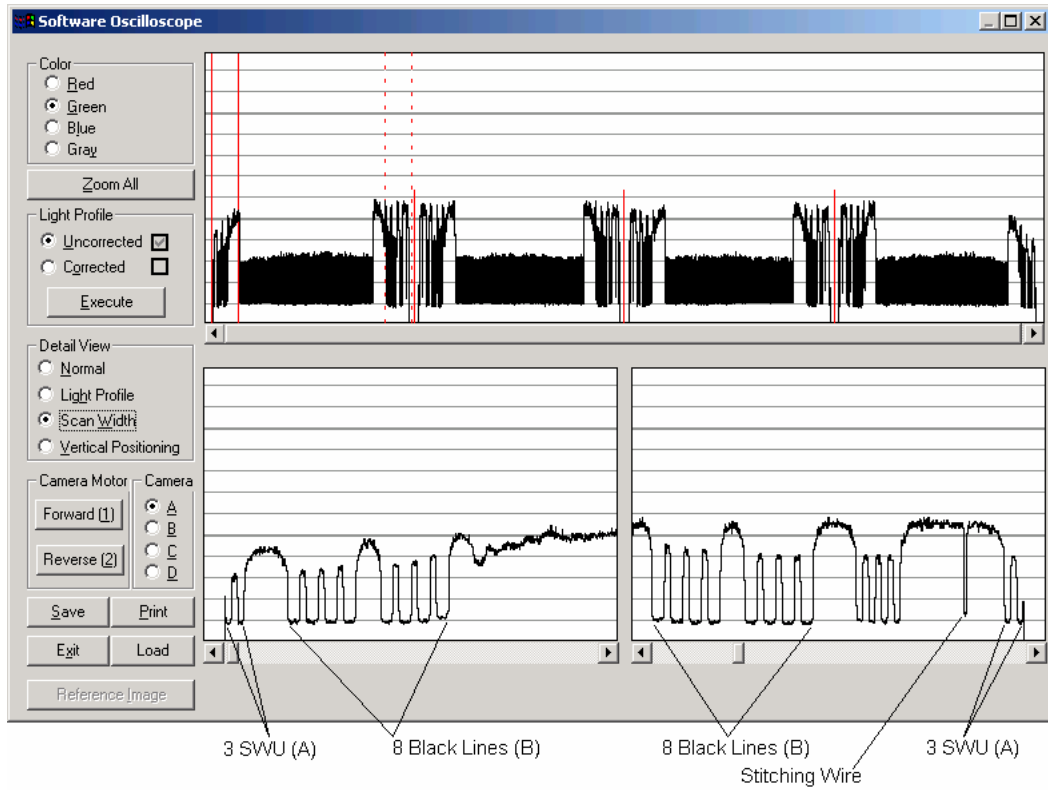 Software Oscilloscope
Color
Red
Green
Blue
Gray
Zoom All
Light Profile
Uncorrected
Corrected
Execute
Detail View
Normal
Light Profile
Scan Width
Vertical Positioning
Camera Motor
Forward (1)
Reverse (2)
Camera
A
B
C
D
Save Print
Exit Load
Reference Image
3 SWU (A) 8 Black Lines (B) 8 Black Lines (B) 3 SWU (A)
Stitching Wire